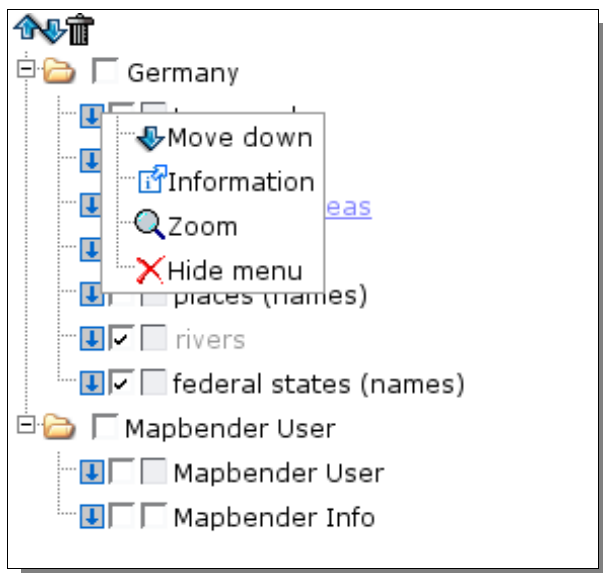 Germany
Move down
Information
eas
Zoom
Hide menu
places (names)
rivers
federal states (names)
Mapbender User
Mapbender User
Mapbender Info